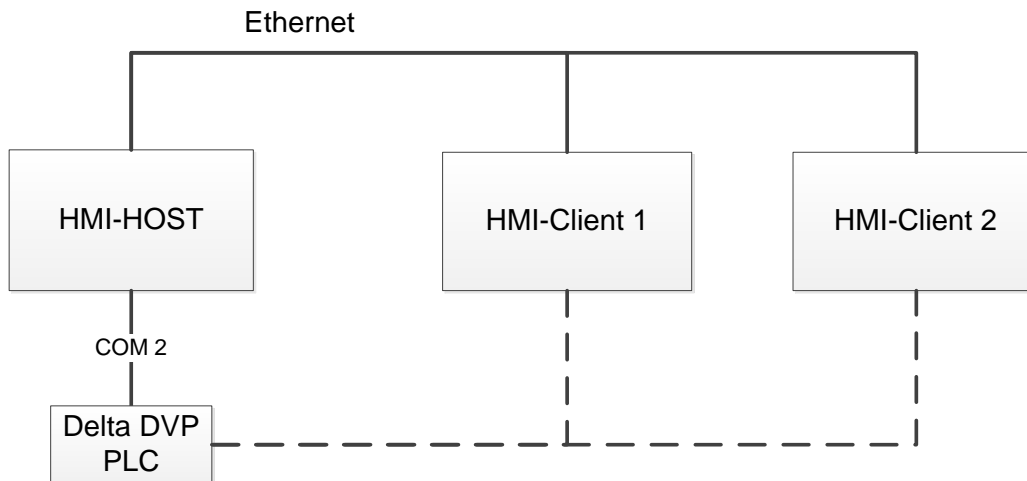 Ethernet
HMI-HOST
HMI-Client 1
HMI-Client 2
COM 2
Delta DVP
PLC